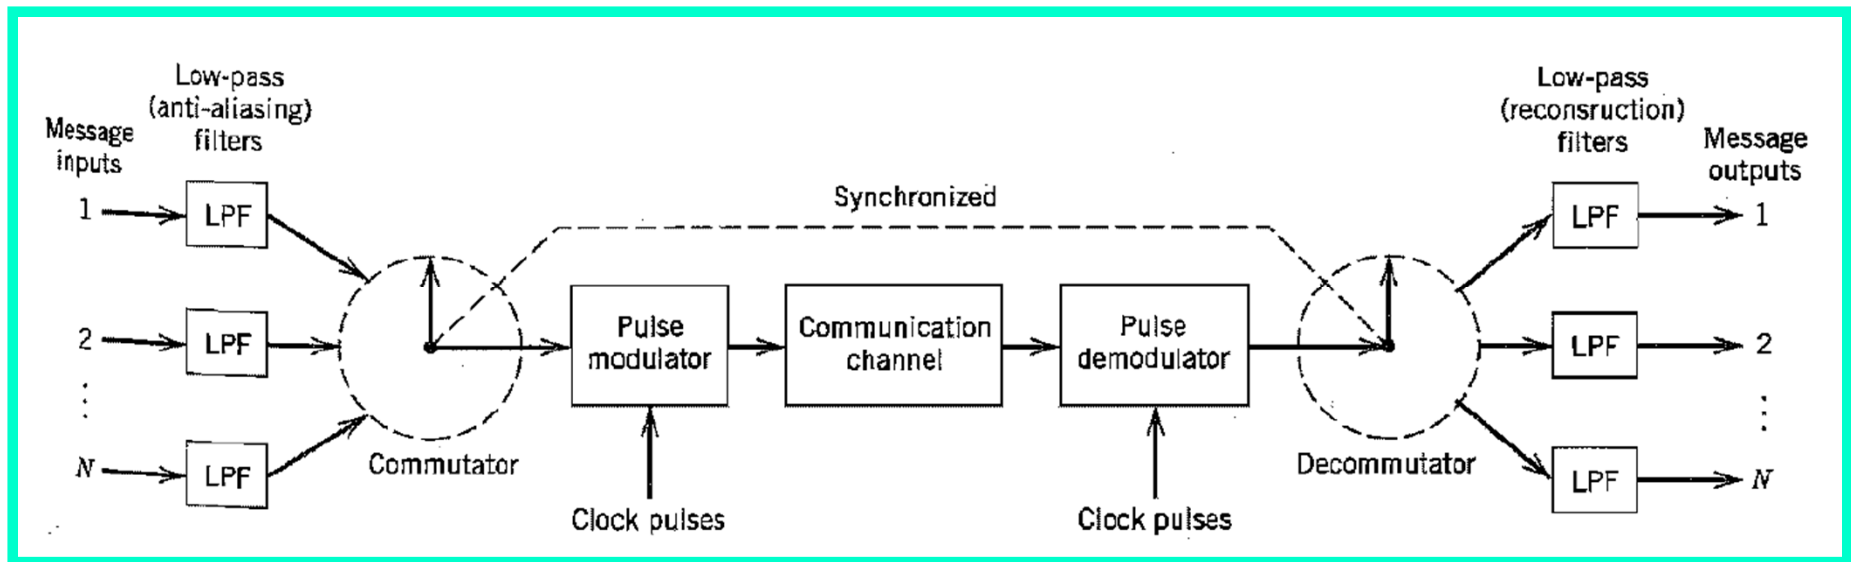 Low-pass
(anti-aliasing)
filters
Message
inputs
1
LPF
2
LPF
N
LPF
Commutator
Synchronized
Pulse
modulator
Clock pulses
Communication
channel
Pulse
demodulator
Clock pulses
Decommutator
Low-pass
(reconsruction)
filters
Message
outputs
LPF
1
LPF
2
LPF
N